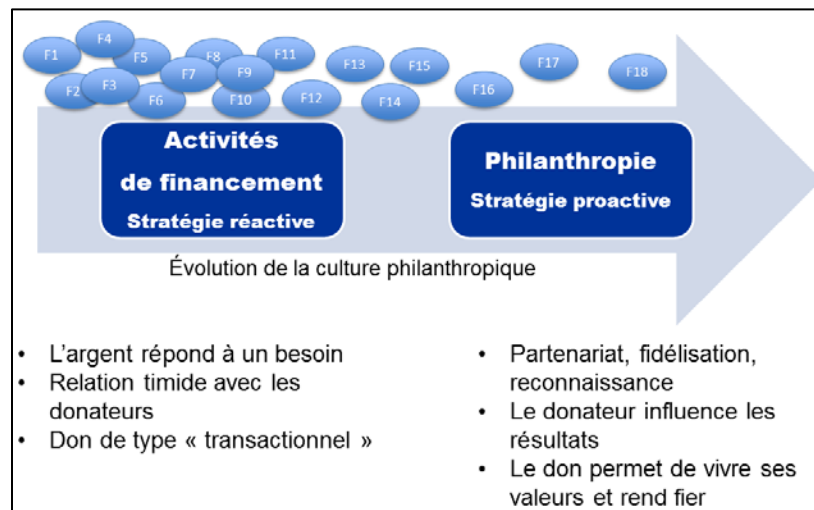 F1
F4
F5
F8
F11
F13
F15
F17
F18
F2
F3
F6
F7
F9
F10
F12
F14
F16
Activités
de financement
Stratégie réactive
Philanthropie
Stratégie proactive
Évolution de la culture philanthropique
• L'argent répond à un besoin
• Relation timide avec les
donateurs
• Don de type « transactionnel »
• Partenariat, fidélisation,
reconnaissance
• Le donateur influence les
résultats
• Le don permet de vivre ses
valeurs et rend fier